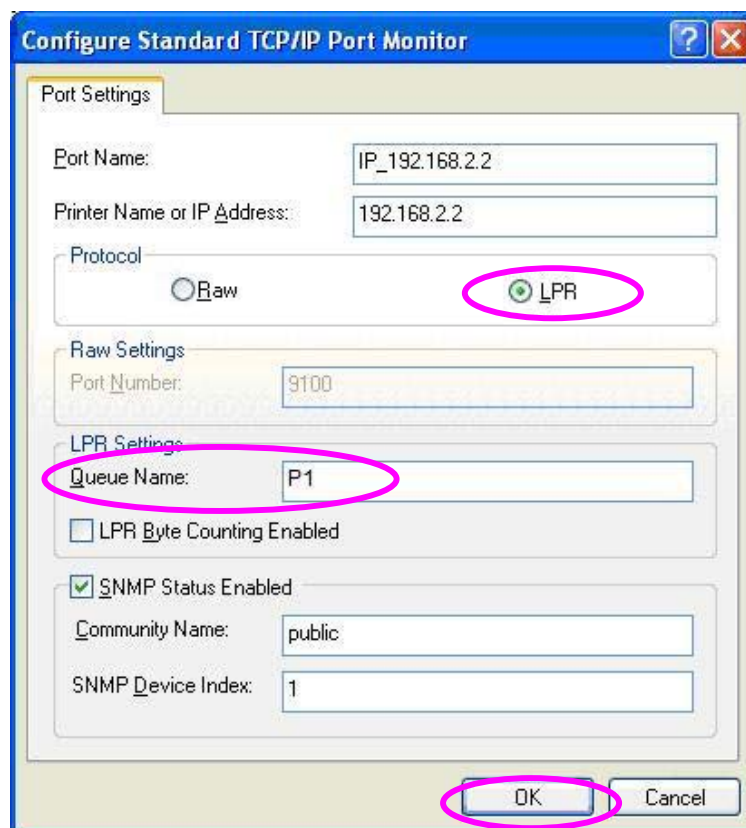 Configure Standard TCP/IP Port Monitor
Port Settings
Port Name: IP_192.168.2.2
Printer Name or IP Address: 192.168.2.2
Protocol
Raw LPR
Raw Settings
Port Number: 9100
LPR Settings
Queue Name: P1
LPR Byte Counting Enabled
SNMP Status Enabled
Community Name: public
SNMP Device Index: 1
OK Cancel